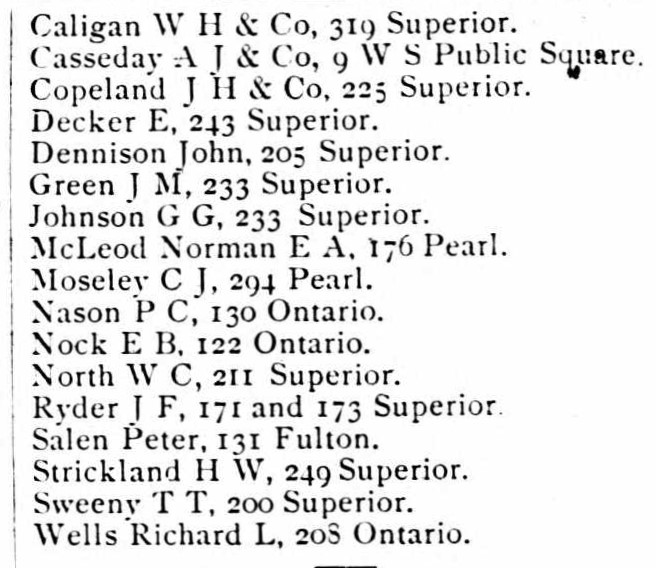 Caligan W H & Co, 319 Superior.
Casseday A J & Co, 9 W S Public Square.
Copeland J H & Co, 225 Superior.
Decker E, 243 Superior.
Dennison John, 205 Superior.
Green J M, 233 Superior.
Johnson G G, 233 Superior.
McLeod Norman E A, 176 Pearl.
Moseley C J, 294 Pearl.
Nason P C, 130 Ontario.
Nock E B, 122 Ontario.
North W C, 211 Superior.
Ryder J F, 171 and 173 Superior.
Salen Peter, 131 Fulton.
Strickland H W, 249 Superior.
Sweeny T T, 200 Superior.
Wells Richard L, 208 Ontario.